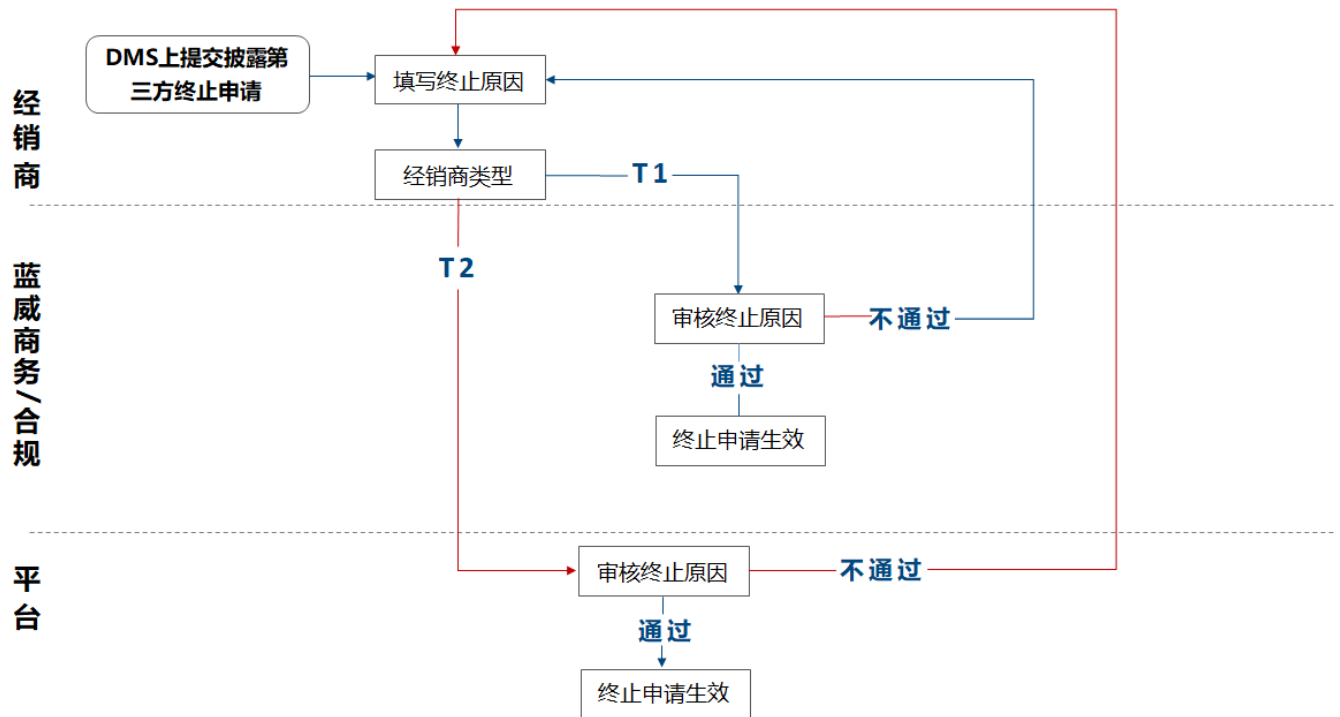 经销商
DMS上提交披露第
三方终止申请
填写终止原因
经销商类型
T1
T2
蓝威商务/合规
审核终止原因
不通过
通过
终止申请生效
平台
审核终止原因
不通过
通过
终止申请生效